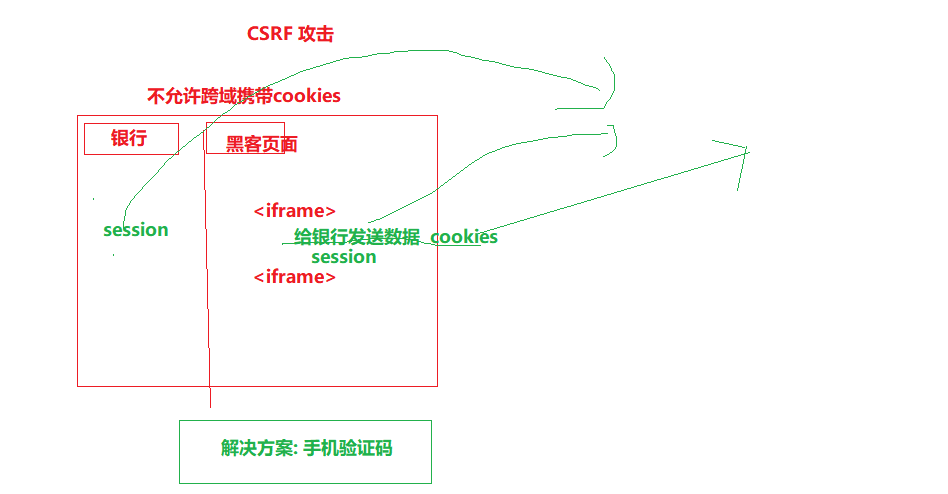 CSRF 攻击
不允许跨域携带cookies
银行
黑客页面
<iframe>
session
给银行发送数据 cookies
session
<iframe>
解决方案: 手机验证码